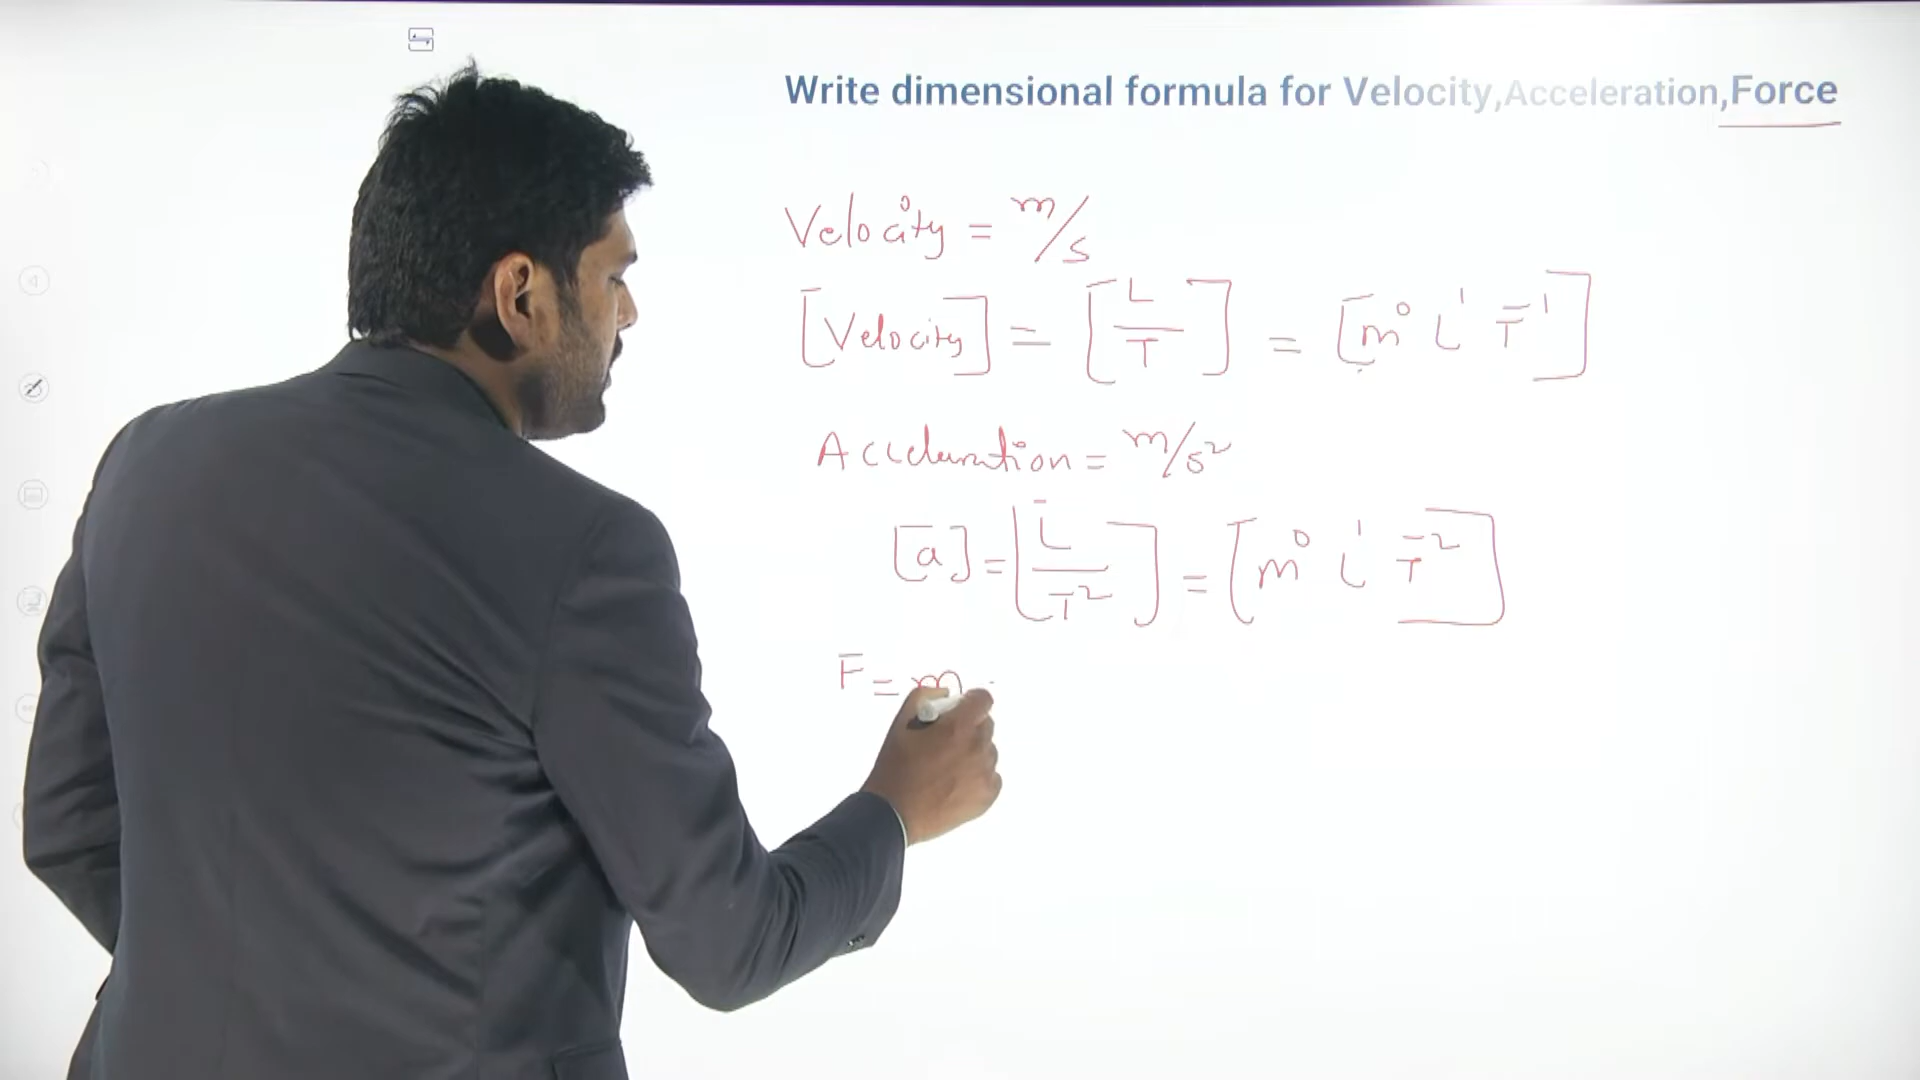 Write dimensional formula for Velocity,Acceleration,Force
Velocity = m/s
[Velocity] = [L/T] = [m⁰ L¹ T⁻¹]
Accleration = m/s²
[a] = [L/T²] = [m⁰ L¹ T⁻²]
F = m